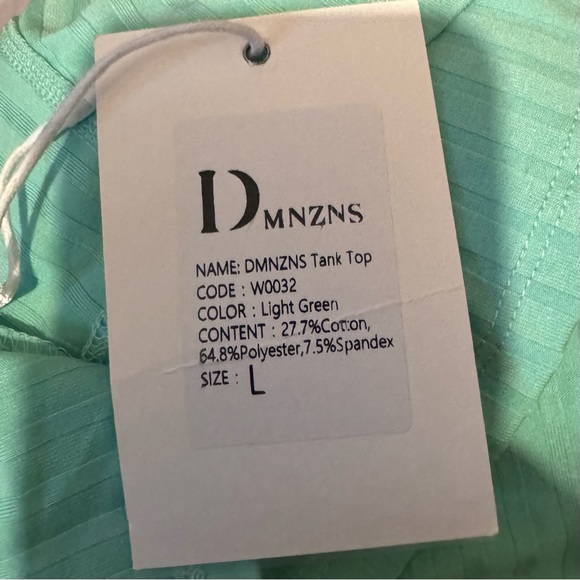 DMNZNS
NAME: DMNZNS Tank Top
CODE : W0032
COLOR : Light Green
CONTENT : 27.7%Cotton,
64.8%Polyester,7.5%Spandex
SIZE : L